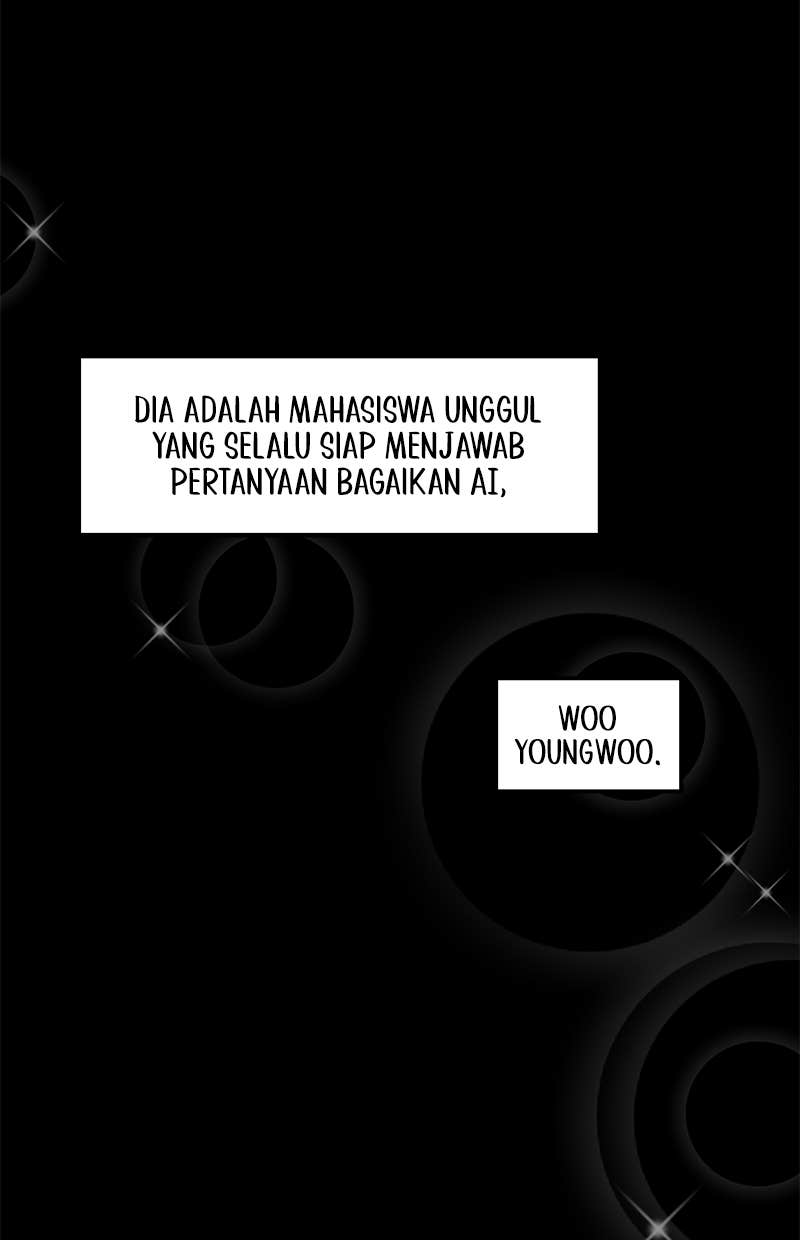 DIA ADALAH MAHASISWA UNGGUL
YANG SELALU SIAP MENJAWAB
PERTANYAAN BAGAIKAN AI,
WOO
YOUNGWOO.